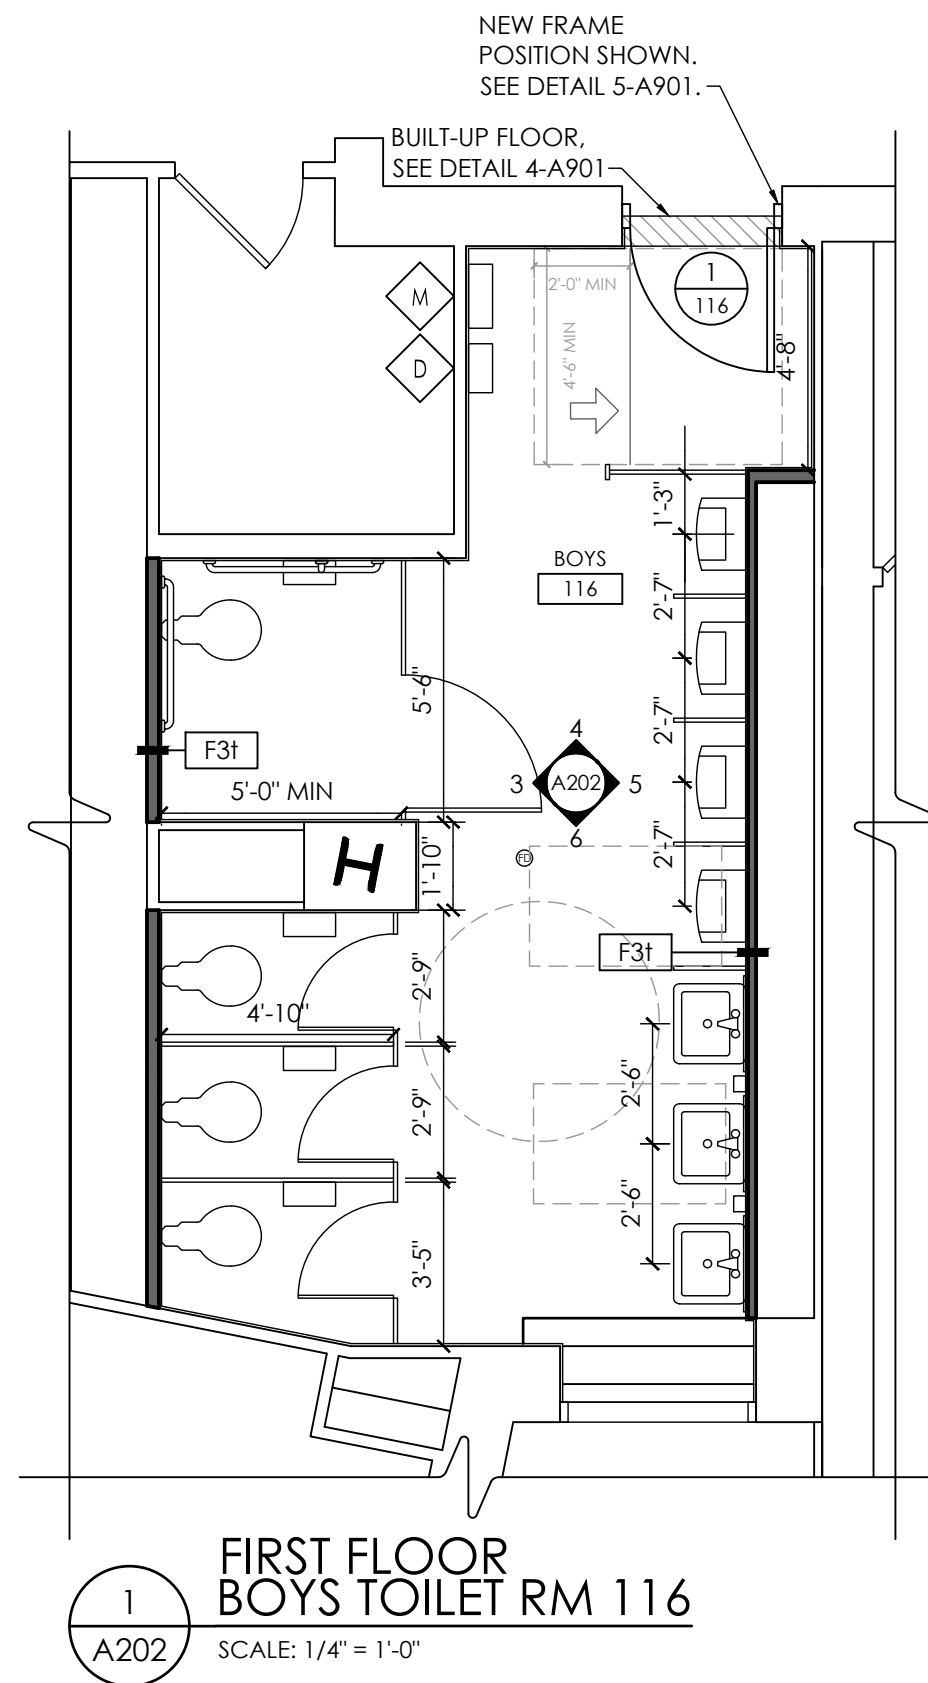 NEW FRAME
POSITION SHOWN.
SEE DETAIL 5-A901.
BUILT-UP FLOOR,
SEE DETAIL 4-A901
M
D
2'-0" MIN
4'-6" MIN
1
116
4'-8"
1'-3"
BOYS
116
2'-7"
5'-6"
2'-7"
F3t
5'-0" MIN
4
3
A202
5
6
2'-7"
H
1'-10"
FD
F3t
2'-9"
4'-10"
2'-6"
2'-9"
2'-6"
3'-5"
1
A202
FIRST FLOOR
BOYS TOILET RM 116
SCALE: 1/4" = 1'-0"